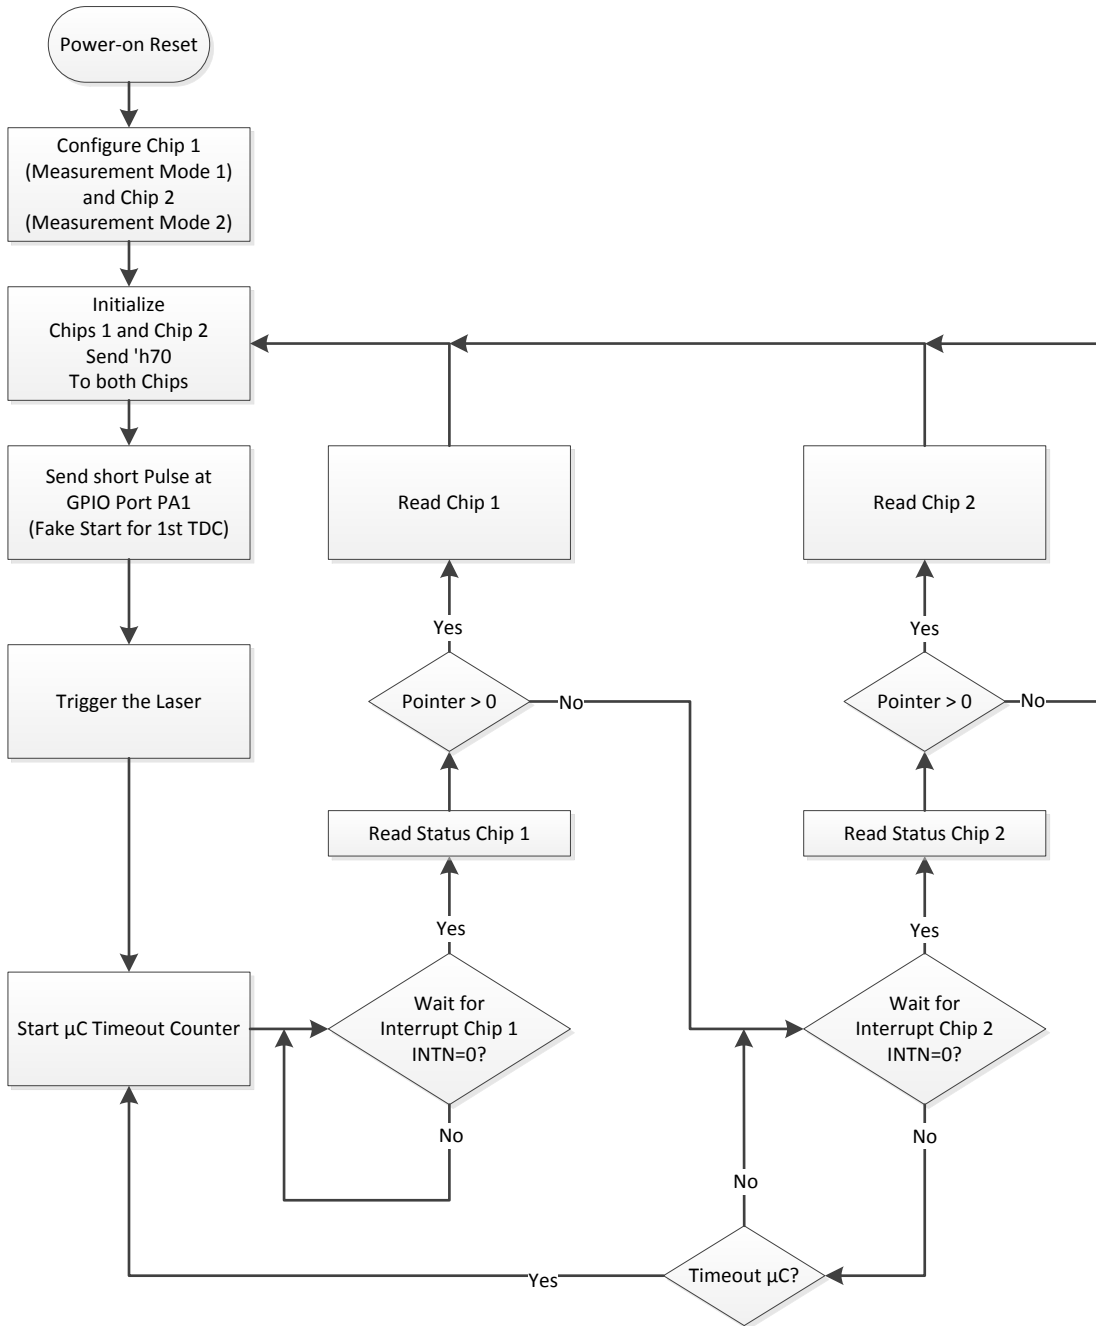 Power-on Reset
Configure Chip 1
(Measurement Mode 1)
and Chip 2
(Measurement Mode 2)
Initialize
Chips 1 and Chip 2
Send 'h70
To both Chips
Send short Pulse at
GPIO Port PA1
(Fake Start for 1st TDC)
Trigger the Laser
Start µC Timeout Counter
Read Chip 1
Yes
Pointer > 0
No
Read Status Chip 1
Yes
Wait for
Interrupt Chip 1
INTN=0?
No
Read Chip 2
Yes
Pointer > 0
No
Read Status Chip 2
Yes
Wait for
Interrupt Chip 2
INTN=0?
No
No
Timeout µC?
Yes